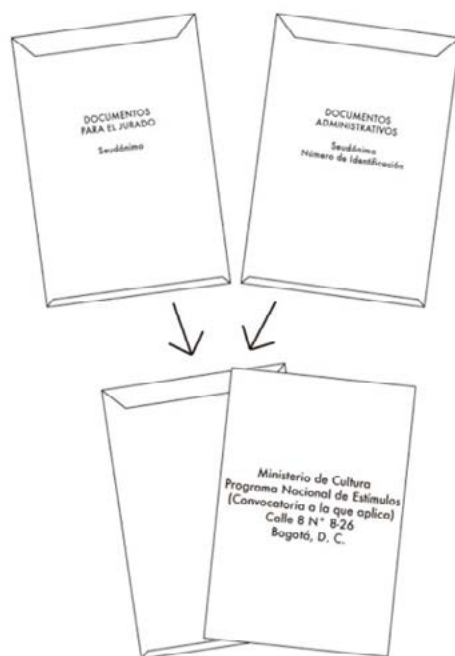 DOCUMENTOS
PARA EL JURADO
Seudónimo
DOCUMENTOS
ADMINISTRATIVOS
Seudónimo
Número de Identificación
Ministerio de Cultura
Programa Nacional de Estímulos
(Convocatoria a la que aplica)
Calle 8 N° 8-26
Bogotá, D. C.